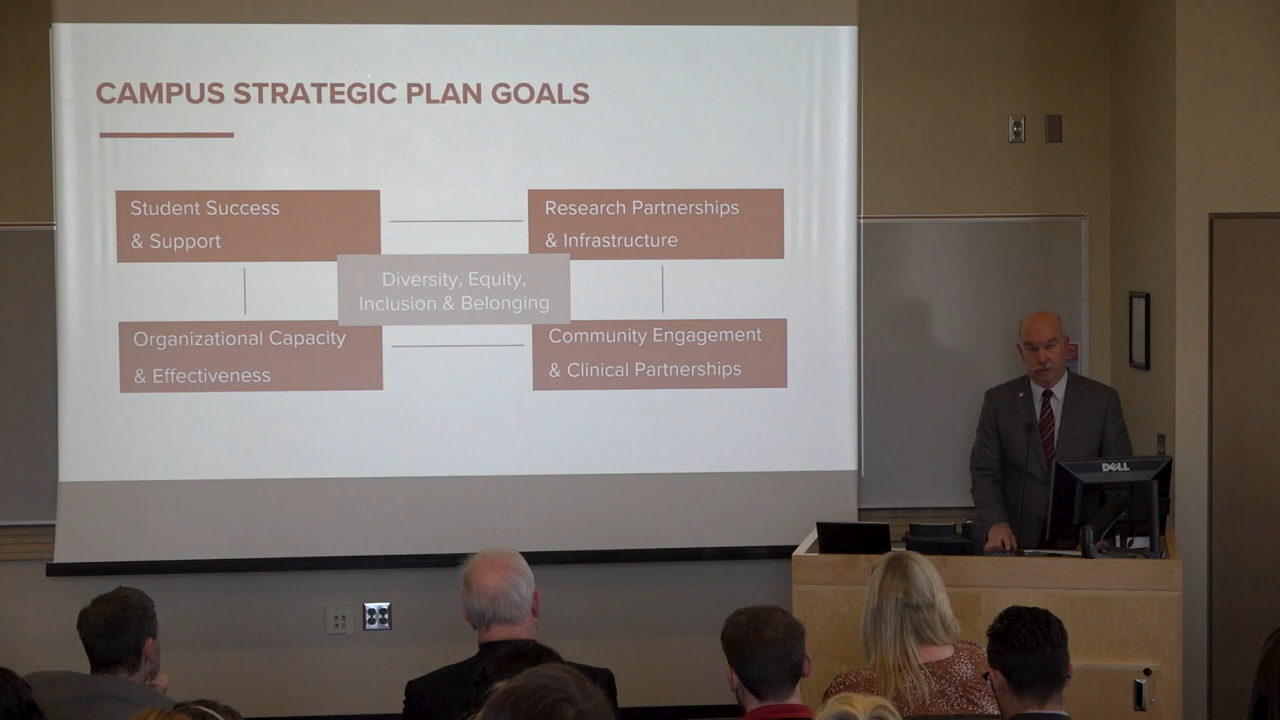 CAMPUS STRATEGIC PLAN GOALS
Student Success
& Support
Research Partnerships
& Infrastructure
Diversity, Equity,
Inclusion & Belonging
Organizational Capacity
& Effectiveness
Community Engagement
& Clinical Partnerships
DELL